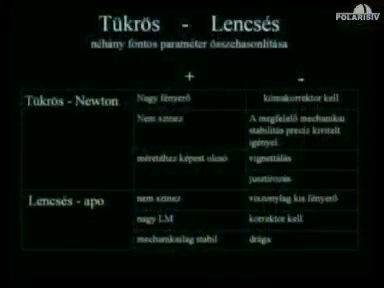 POLARISTV
Tükrös - Lencsés
néhány fontos paraméter összehasonlítása
+ -
Tükrös - Newton
Nagy fényerő
kómakorrektor kell
Nem színez
A megfelelő mechanikai
stabilitás precíz kivitelt
igényel
méretéhez képest olcsó
vignettálás
jusztírozás
Lencsés - apo
nem színez
viszonylag kis fényerő
nagy LM
korrektor kell
mechanikailag stabil
drága